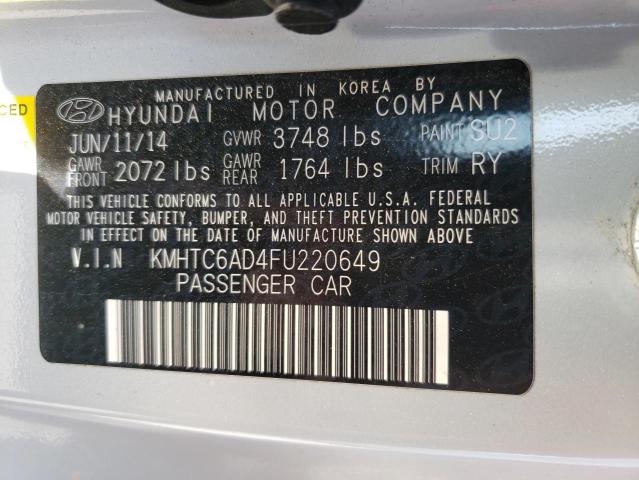 CED
MANUFACTURED IN KOREA BY
HYUNDAI MOTOR COMPANY
JUN/11/14 GVWR 3748 lbs PAINT SU2
GAWR FRONT 2072 lbs GAWR REAR 1764 lbs TRIM RY
THIS VEHICLE CONFORMS TO ALL APPLICABLE U.S.A. FEDERAL
MOTOR VEHICLE SAFETY, BUMPER, AND THEFT PREVENTION STANDARDS
IN EFFECT ON THE DATE OF MANUFACTURE SHOWN ABOVE
V.I.N KMHTC6AD4FU220649
PASSENGER CAR